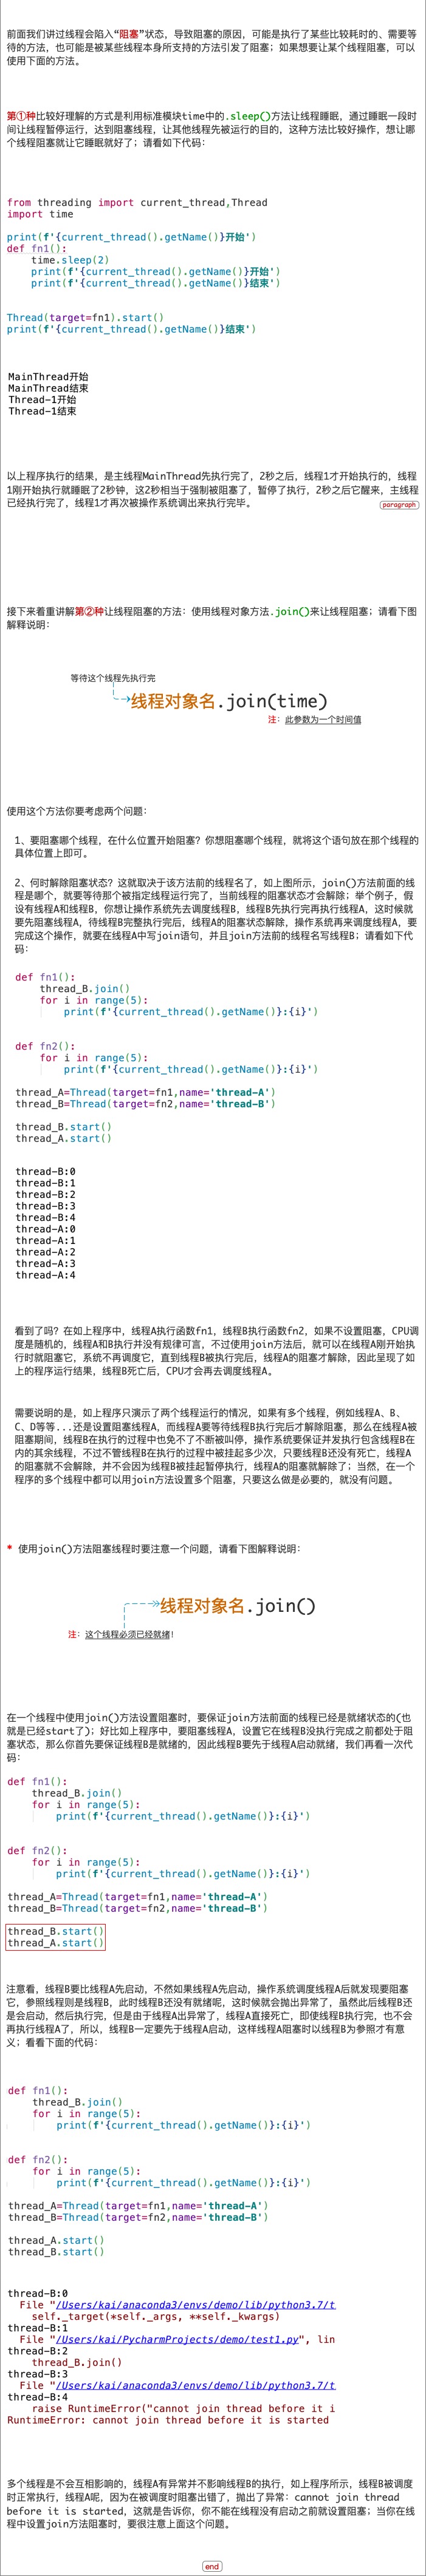 前面我们讲过线程会陷入“阻塞”状态，导致阻塞的原因，可能是执行了某些比较耗时的、需要等
待的方法，也可能是被某些线程本身所支持的方法引发了阻塞；如果想要让某个线程阻塞，可以
使用下面的方法。
第①种比较好理解的方式是利用标准模块time中的.sleep()方法让线程睡眠，通过睡眠一段时
间让线程暂停运行，达到阻塞线程，让其他线程先被运行的目的，这种方法比较好操作，想让哪
个线程阻塞就让它睡眠就好了；请看如下代码：
from threading import current_thread,Thread
import time
print(f'{current_thread().getName()}开始')
def fn1():
    time.sleep(2)
    print(f'{current_thread().getName()}开始')
    print(f'{current_thread().getName()}结束')
Thread(target=fn1).start()
print(f'{current_thread().getName()}结束')
MainThread开始
MainThread结束
Thread-1开始
Thread-1结束
以上程序执行的结果，是主线程MainThread先执行完了，2秒之后，线程1才开始执行的，线程
1刚开始执行就睡眠了2秒钟，这2秒相当于强制被阻塞了，暂停了执行，2秒之后它醒来，主线程
已经执行完了，线程1才再次被操作系统调出来执行完毕。
paragraph
接下来着重讲解第②种让线程阻塞的方法：使用线程对象方法.join()来让线程阻塞；请看下图
解释说明：
等待这个线程先执行完
线程对象名.join(time)
注：此参数为一个时间值
使用这个方法你要考虑两个问题：
1、要阻塞哪个线程，在什么位置开始阻塞？你想阻塞哪个线程，就将这个语句放在那个线程的
具体位置上即可。
2、何时解除阻塞状态？这就取决于该方法前的线程名了，如上图所示，join()方法前面的线
程是哪个，就要等待那个被指定线程运行完了，当前线程的阻塞状态才会解除；举个例子，假
设有线程A和线程B，你想让操作系统先去调度线程B，线程B先执行完再执行线程A，这时候就
要先阻塞线程A，待线程B完整执行完后，线程A的阻塞状态解除，操作系统再来调度线程A，要
完成这个操作，就要在线程A中写join语句，并且join方法前的线程名写线程B；请看如下代
码：
def fn1():
    thread_B.join()
    for i in range(5):
        print(f'{current_thread().getName()}:{i}')
def fn2():
    for i in range(5):
        print(f'{current_thread().getName()}:{i}')
thread_A=Thread(target=fn1,name='thread-A')
thread_B=Thread(target=fn2,name='thread-B')
thread_B.start()
thread_A.start()
thread-B:0
thread-B:1
thread-B:2
thread-B:3
thread-B:4
thread-A:0
thread-A:1
thread-A:2
thread-A:3
thread-A:4
看到了吗？在如上程序中，线程A执行函数fn1，线程B执行函数fn2，如果不设置阻塞，CPU调
度是随机的，线程A和B执行并没有规律可言，不过使用join方法后，就可以在线程A刚开始执
行时就阻塞它，系统不再调度它，直到线程B被执行完后，线程A的阻塞才解除，因此呈现了如
上的程序运行结果，线程B死亡后，CPU才会再去调度线程A。
需要说明的是，如上程序只演示了两个线程运行的情况，如果有多个线程，例如线程A、B、
C、D等等...还是设置阻塞线程A，而线程A要等待线程B执行完后才解除阻塞，那么在线程A被
阻塞期间，线程B在执行的过程中也免不了不断被叫停，操作系统要保证并发执行包含线程B在
内的其余线程，不过不管线程B在执行的过程中被挂起多少次，只要线程B还没有死亡，线程A
的阻塞就不会解除，并不会因为线程B被挂起暂停执行，线程A的阻塞就解除了；当然，在一个
程序的多个线程中都可以用join方法设置多个阻塞，只要这么做是必要的，就没有问题。
* 使用join()方法阻塞线程时要注意一个问题，请看下图解释说明：
线程对象名.join()
注：这个线程必须已经就绪！
在一个线程中使用join()方法设置阻塞时，要保证join方法前面的线程已经是就绪状态的(也
就是已经start了)；好比如上程序中，要阻塞线程A，设置它在线程B没执行完成之前都处于阻
塞状态，那么你首先要保证线程B是就绪的，因此线程B要先于线程A启动就绪，我们再看一次代
码：
def fn1():
    thread_B.join()
    for i in range(5):
        print(f'{current_thread().getName()}:{i}')
def fn2():
    for i in range(5):
        print(f'{current_thread().getName()}:{i}')
thread_A=Thread(target=fn1,name='thread-A')
thread_B=Thread(target=fn2,name='thread-B')
thread_B.start()
thread_A.start()
注意看，线程B要比线程A先启动，不然如果线程A先启动，操作系统调度线程A后就发现要阻塞
它，参照线程则是线程B，此时线程B还没有就绪呢，这时候就会抛出异常了，虽然此后线程B还
是会启动，然后执行完，但是由于线程A出异常了，线程A直接死亡，即使线程B执行完，也不会
再执行线程A了，所以，线程B一定要先于线程A启动，这样线程A阻塞时以线程B为参照才有意
义；看看下面的代码：
def fn1():
    thread_B.join()
    for i in range(5):
        print(f'{current_thread().getName()}:{i}')
def fn2():
    for i in range(5):
        print(f'{current_thread().getName()}:{i}')
thread_A=Thread(target=fn1,name='thread-A')
thread_B=Thread(target=fn2,name='thread-B')
thread_A.start()
thread_B.start()
thread-B:0
  File "/Users/kai/anaconda3/envs/demo/lib/python3.7/t
    self._target(*self._args, **self._kwargs)
thread-B:1
  File "/Users/kai/PycharmProjects/demo/test1.py", lin
thread-B:2
    thread_B.join()
thread-B:3
  File "/Users/kai/anaconda3/envs/demo/lib/python3.7/t
thread-B:4
    raise RuntimeError("cannot join thread before it i
RuntimeError: cannot join thread before it is started
多个线程是不会互相影响的，线程A有异常并不影响线程B的执行，如上程序所示，线程B被调度
时正常执行，线程A呢，因为在被调度时阻塞出错了，抛出了异常：cannot join thread
before it is started，这就是告诉你，你不能在线程没有启动之前就设置阻塞；当你在线
程中设置join方法阻塞时，要很注意上面这个问题。
end